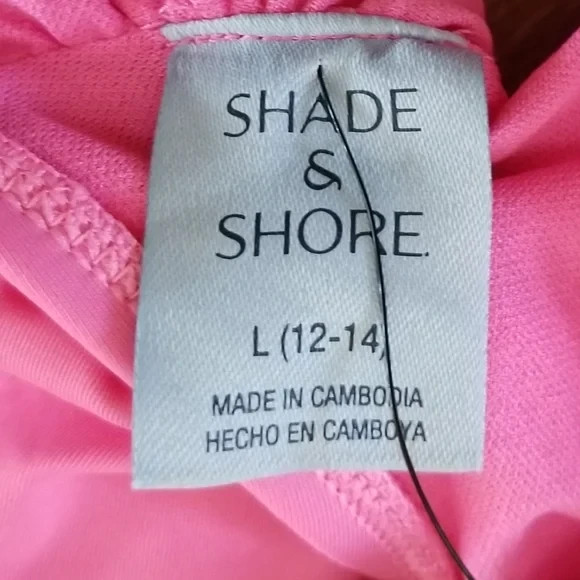 SHADE
&
SHORE.
L (12-14)
MADE IN CAMBODIA
HECHO EN CAMBOYA